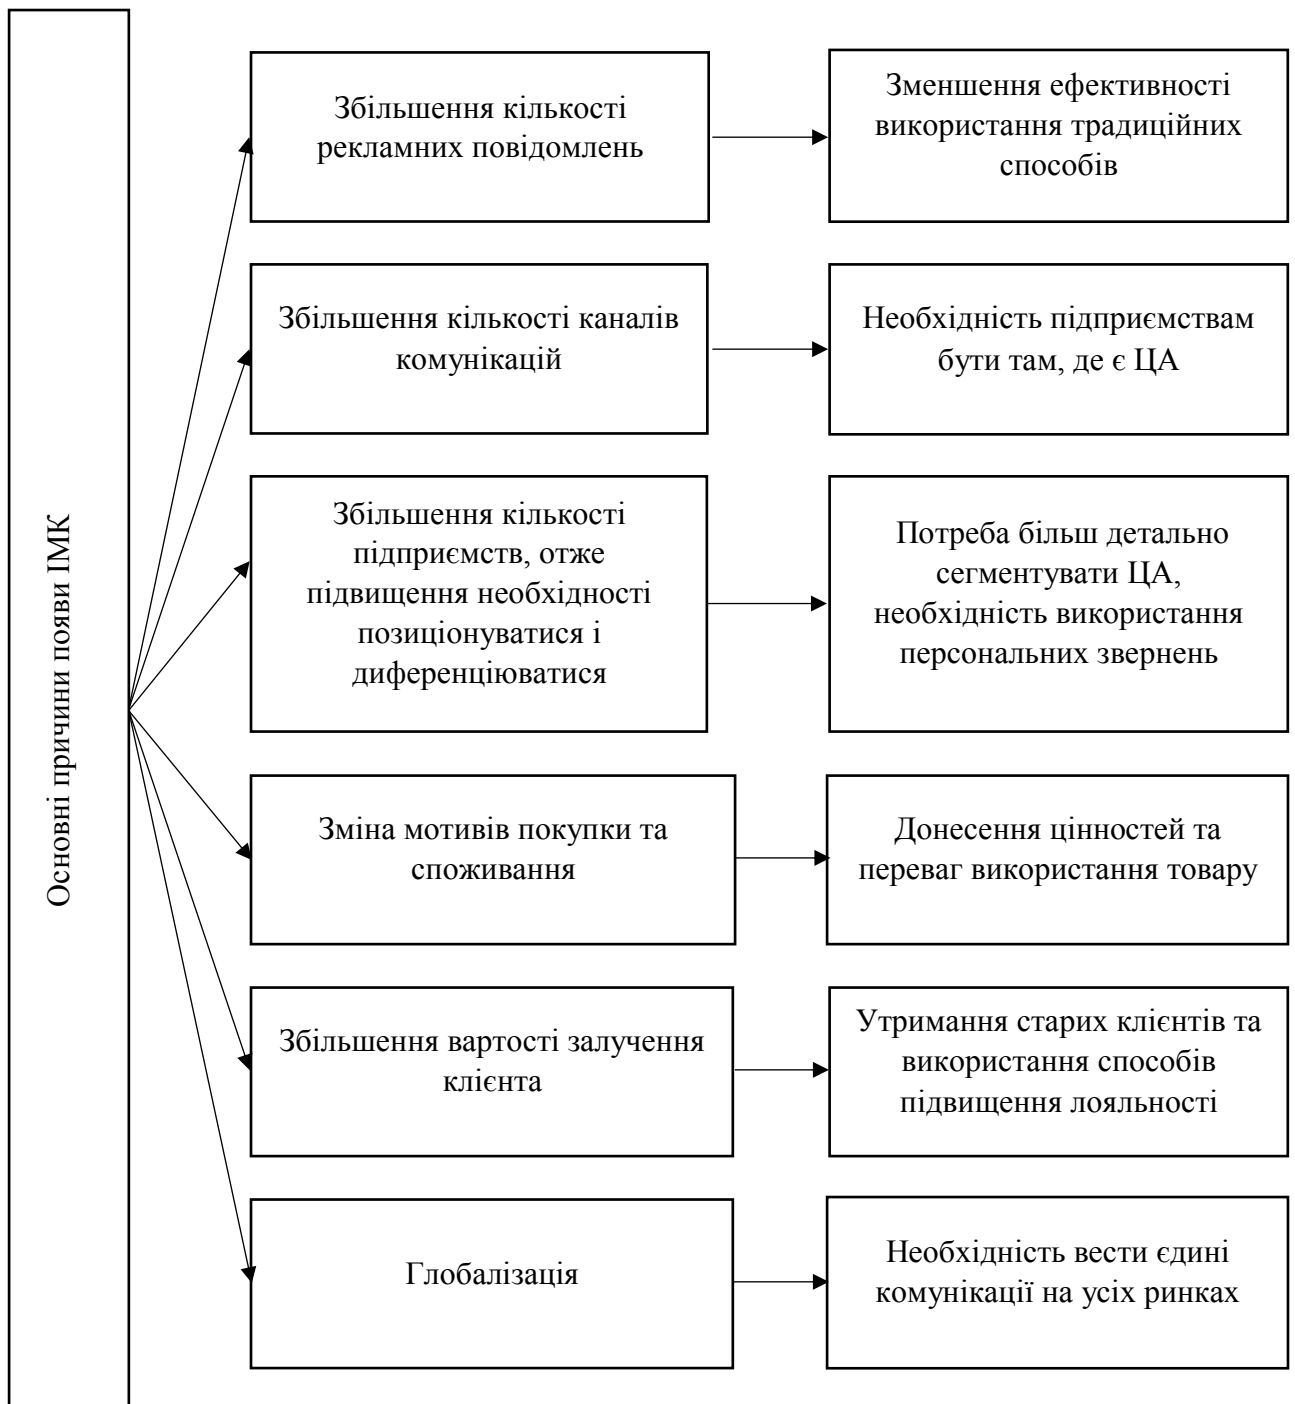 Основні причини появи ІМК
Збільшення кількості
рекламних повідомлень
Зменшення ефективності
використання традиційних
способів
Збільшення кількості каналів
комунікацій
Необхідність підприємствам
бути там, де є ЦА
Збільшення кількості
підприємств, отже
підвищення необхідності
позиціонуватися і
диференціюватися
Потреба більш детально
сегментувати ЦА,
необхідність використання
персональних звернень
Зміна мотивів покупки та
споживання
Донесення цінностей та
переваг використання товару
Збільшення вартості залучення
клієнта
Утримання старих клієнтів та
використання способів
підвищення лояльності
Глобалізація
Необхідність вести єдині
комунікації на усіх ринках